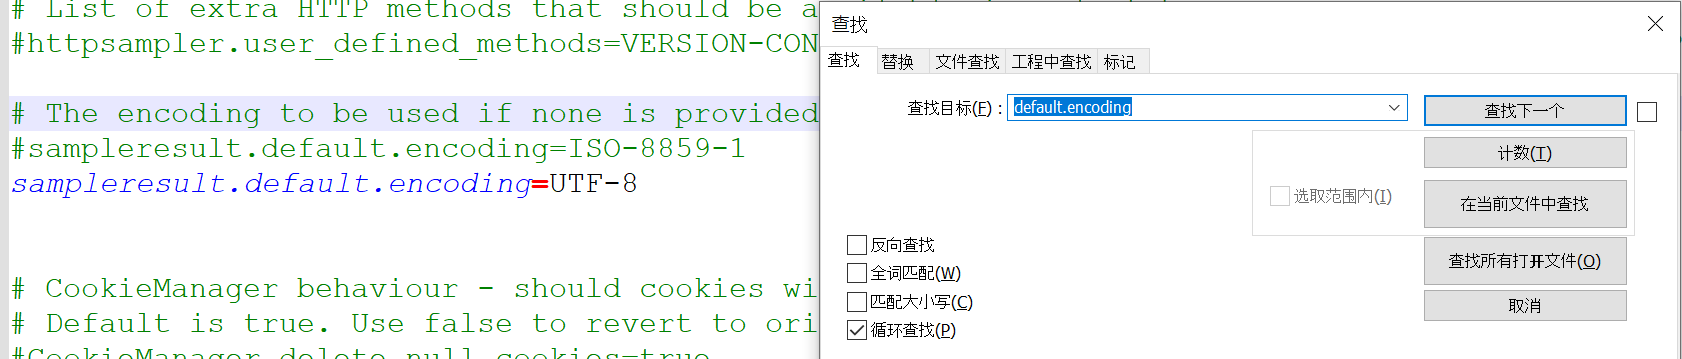 # List of extra HTTP methods that should be a
#httpsampler.user_defined_methods=VERSION-CON
# The encoding to be used if none is provided
#sampleresult.default.encoding=ISO-8859-1
sampleresult.default.encoding=UTF-8
# CookieManager behaviour - should cookies wi
# Default is true. Use false to revert to ori
#CookieManager.delete_null_cookies=true
查找
查找 替换 文件查找 工程中查找 标记
查找目标(F)： default.encoding 查找下一个
计数(T)
选取范围内(I) 在当前文件中查找
反向查找
全词匹配(W) 查找所有打开文件(O)
匹配大小写(C) 取消
循环查找(P)